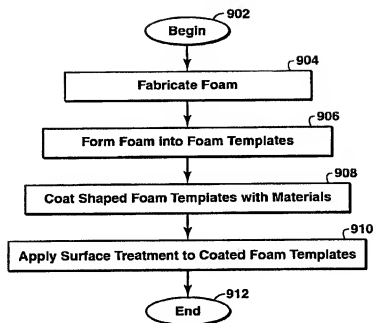 902
Begin
904
Fabricate Foam
906
Form Foam into Foam Templates
908
Coat Shaped Foam Templates with Materials
910
Apply Surface Treatment to Coated Foam Templates
912
End